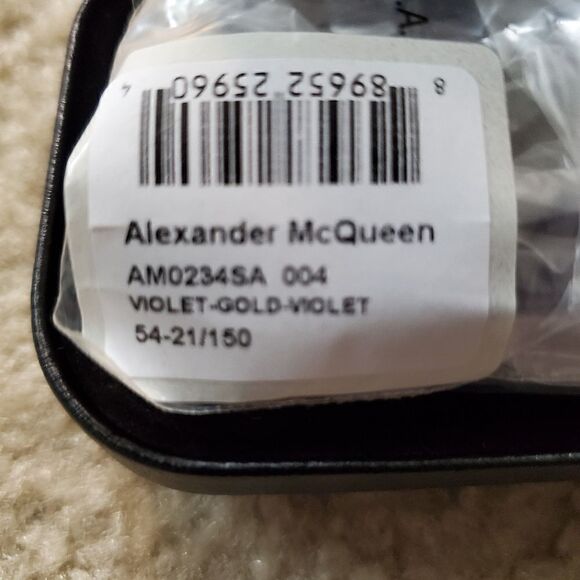 8 89652 25960 4
Alexander McQueen
AM0234SA 004
VIOLET-GOLD-VIOLET
54-21/150